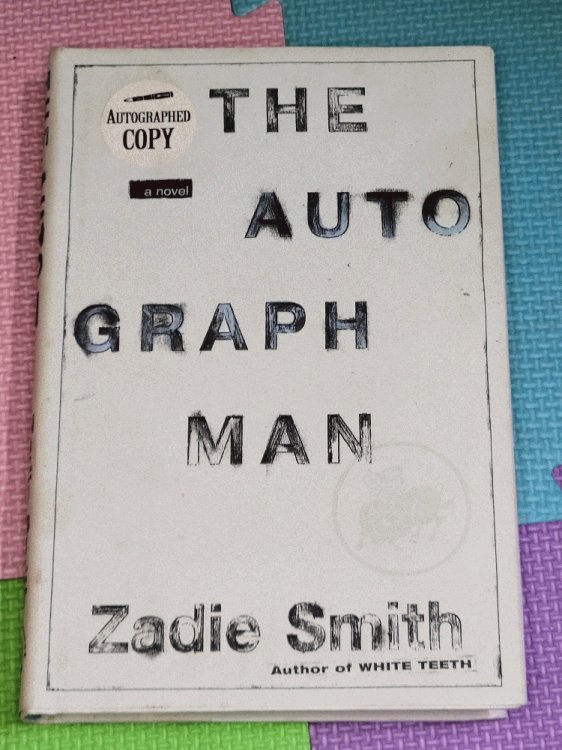 AUTOGRAPHED
COPY
THE
a novel
AUTO
GRAPH
MAN
Zadie Smith
Author of WHITE TEETH